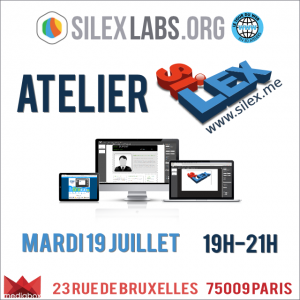 SILEXLABS.ORG
ATELIER
SILEX
www.silex.me
MARDI 19 JUILLET 19H-21H
23 RUE DE BRUXELLES 75009 PARIS